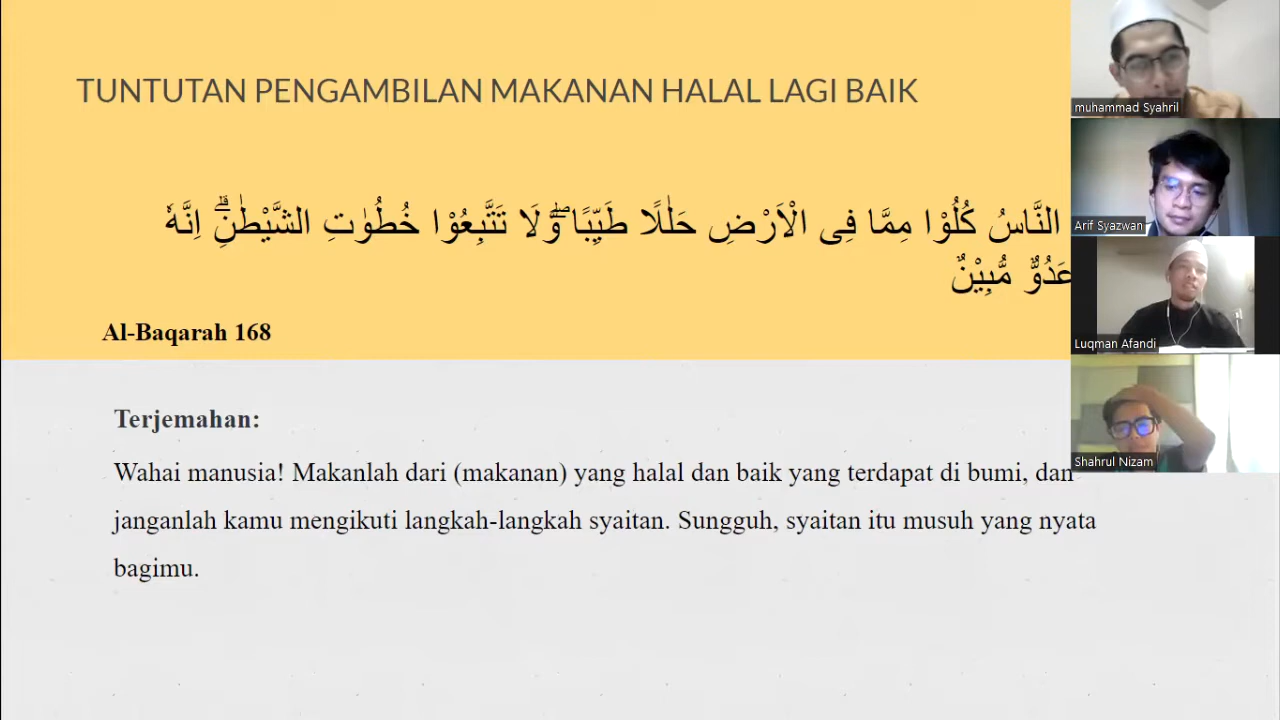 TUNTUTAN PENGAMBILAN MAKANAN HALAL LAGI BAIK
النَّاسُ كُلُوْا مِمَّا فِى الْاَرْضِ حَلٰلًا طَيِّبًا ۖوَّلَا تَتَّبِعُوْا خُطُوٰتِ الشَّيْطٰنِۗ اِنَّهٗ
عَدُوٌّ مُّبِيْنٌ
Al-Baqarah 168
Terjemahan:
Wahai manusia! Makanlah dari (makanan) yang halal dan baik yang terdapat di bumi, dan
janganlah kamu mengikuti langkah-langkah syaitan. Sungguh, syaitan itu musuh yang nyata
bagimu.
muhammad Syahril
Arif Syazwan
Luqman Afandi
Shahrul Nizam